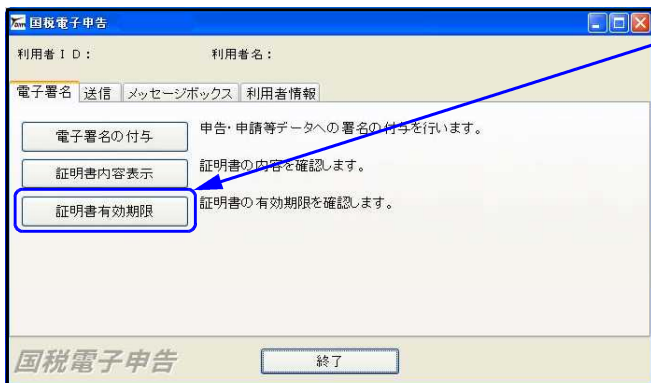 国税電子申告
利用者ID: 利用者名:
電子署名 送信 メッセージボックス 利用者情報
電子署名の付与 申告・申請等データへの署名の付与を行います。
証明書内容表示 証明書の内容を確認します。
証明書有効期限 証明書の有効期限を確認します。
国税電子申告 終了